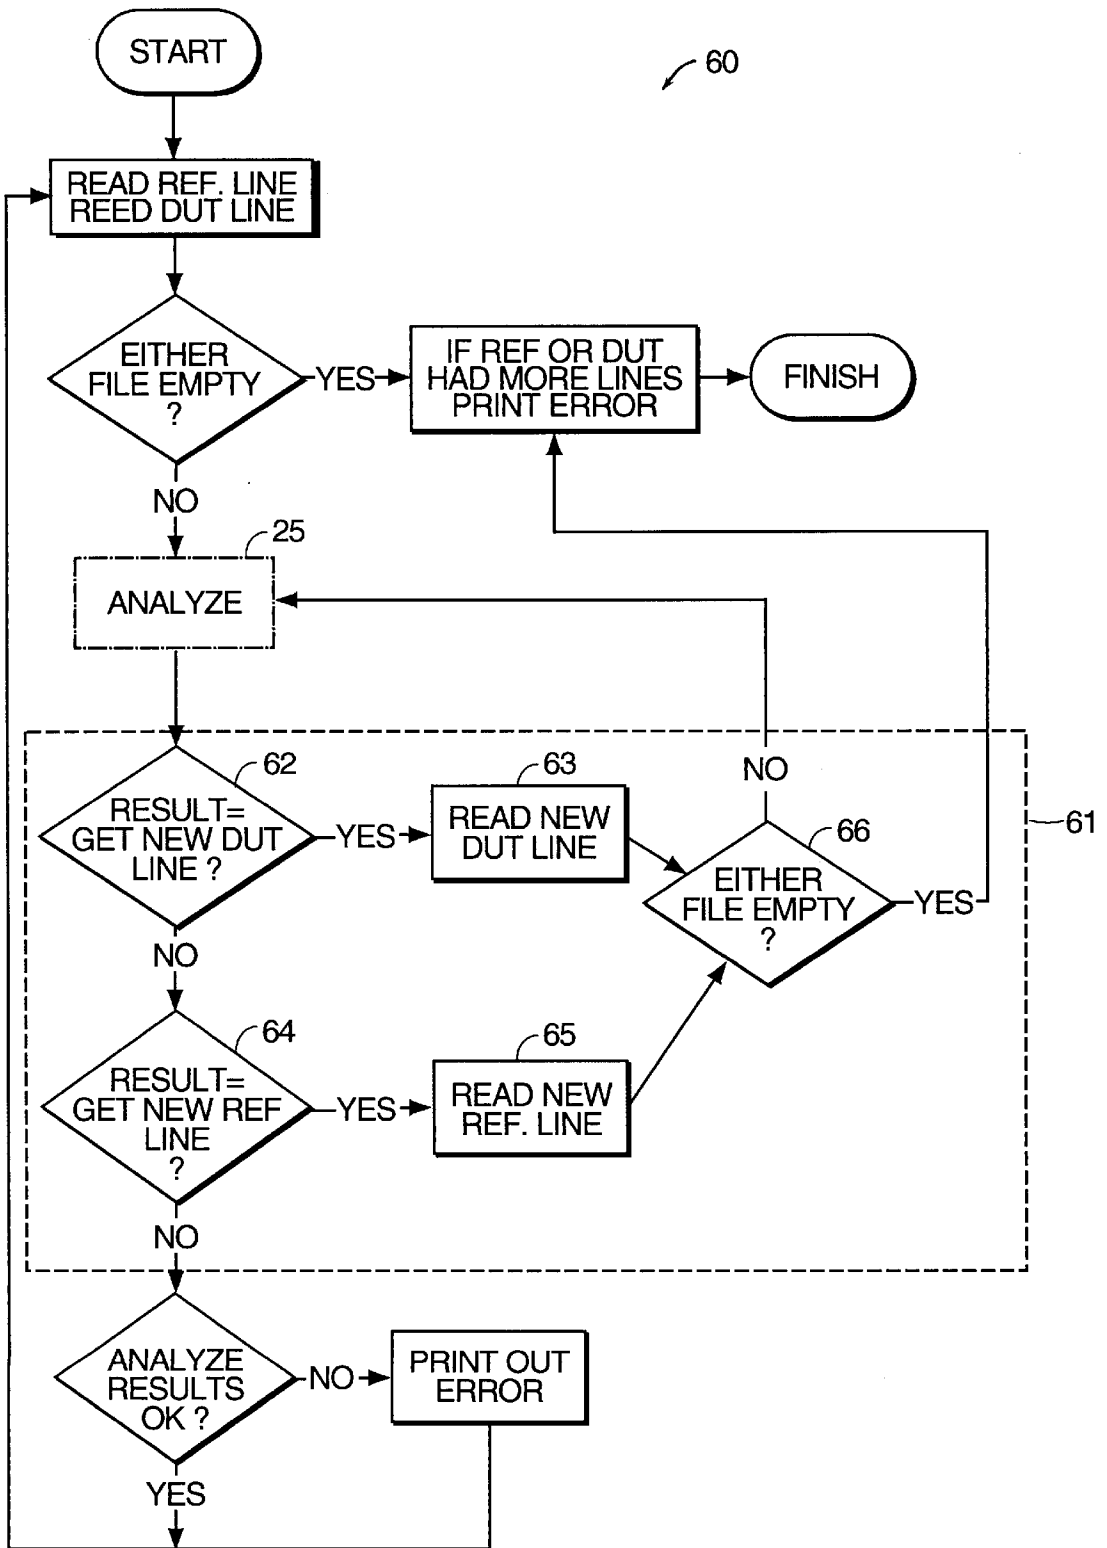 START
60
READ REF. LINE
REED DUT LINE
EITHER
FILE EMPTY
?
YES
IF REF OR DUT
HAD MORE LINES
PRINT ERROR
FINISH
NO
25
ANALYZE
62
RESULT=
GET NEW DUT
LINE ?
YES
63
READ NEW
DUT LINE
NO
66
EITHER
FILE EMPTY
?
YES
61
NO
64
RESULT=
GET NEW REF
LINE
?
YES
65
READ NEW
REF. LINE
NO
ANALYZE
RESULTS
OK ?
NO
PRINT OUT
ERROR
YES